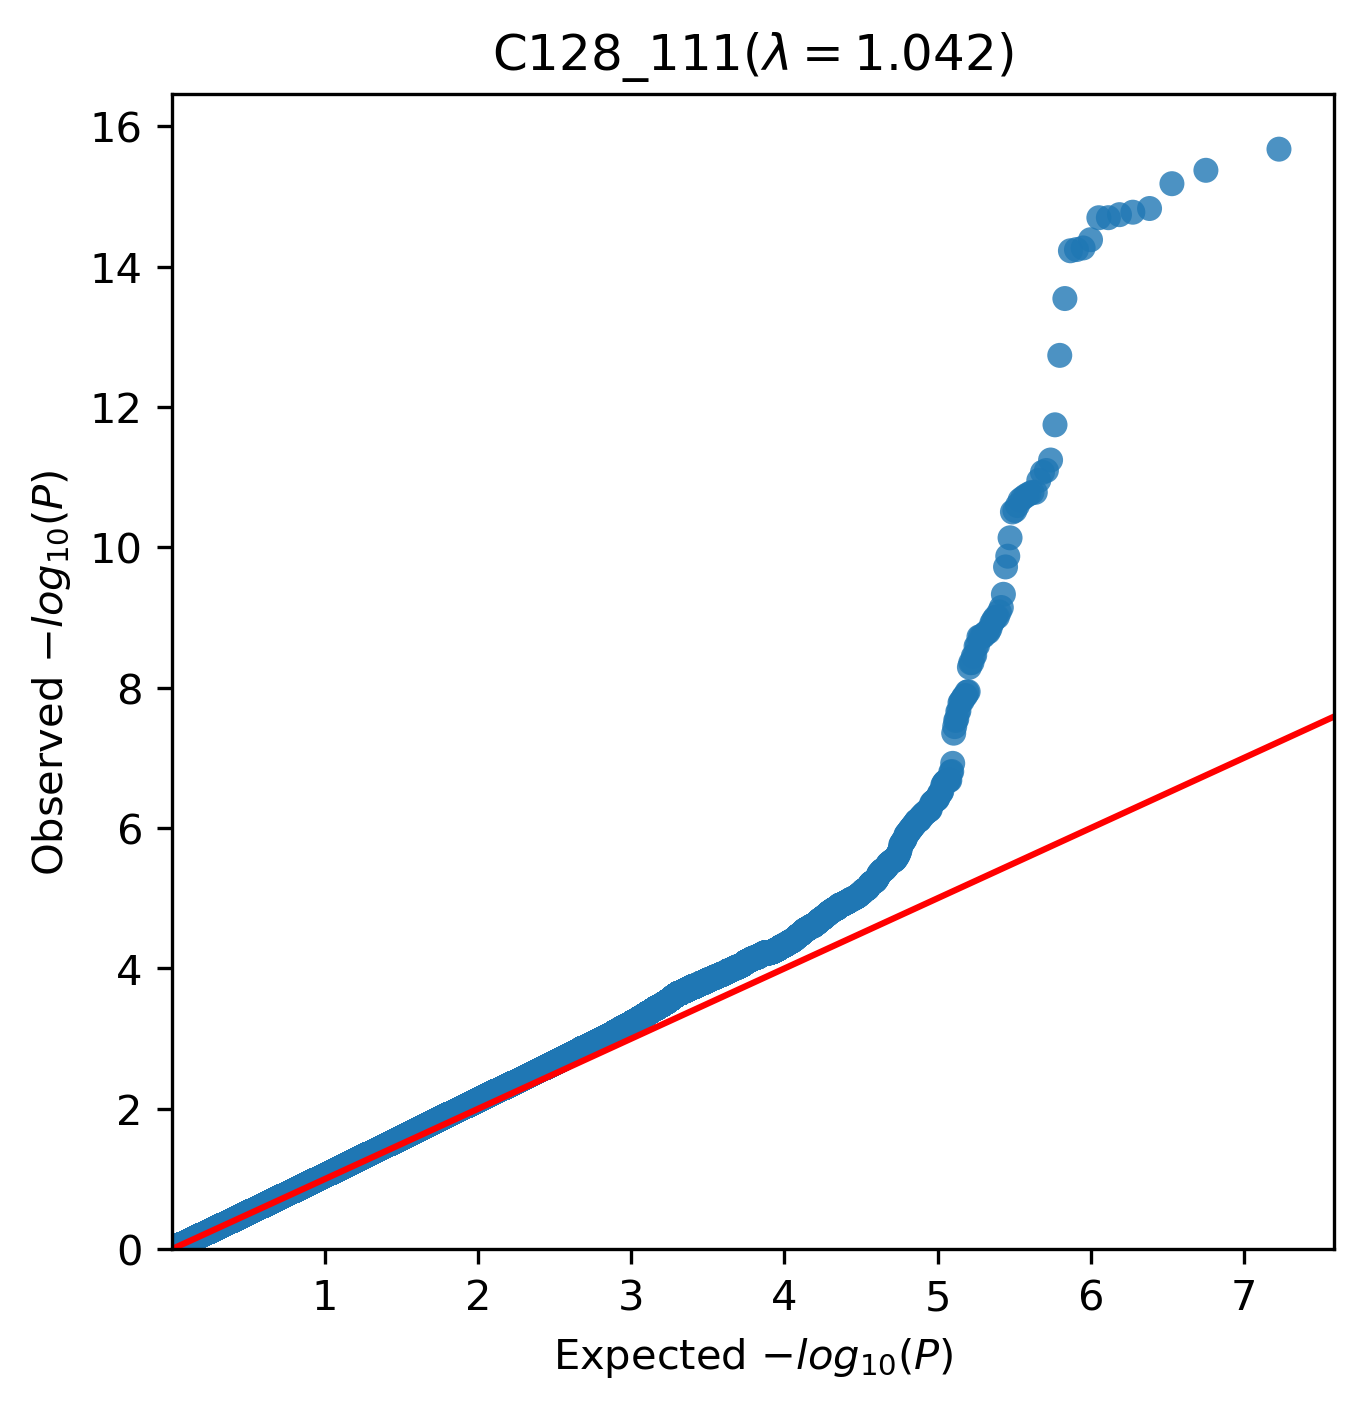 C128_111(λ = 1.042)
16
14
12
10
8
6
4
2
0
Observed −log₁₀(P)
1 2 3 4 5 6 7
Expected −log₁₀(P)